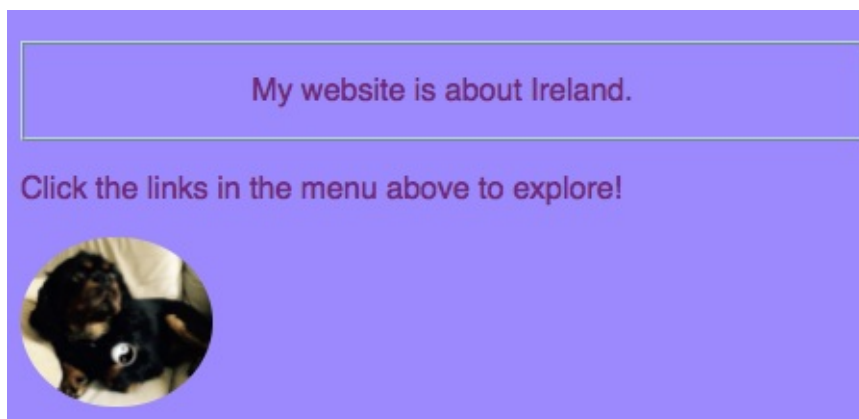 My website is about Ireland.
Click the links in the menu above to explore!